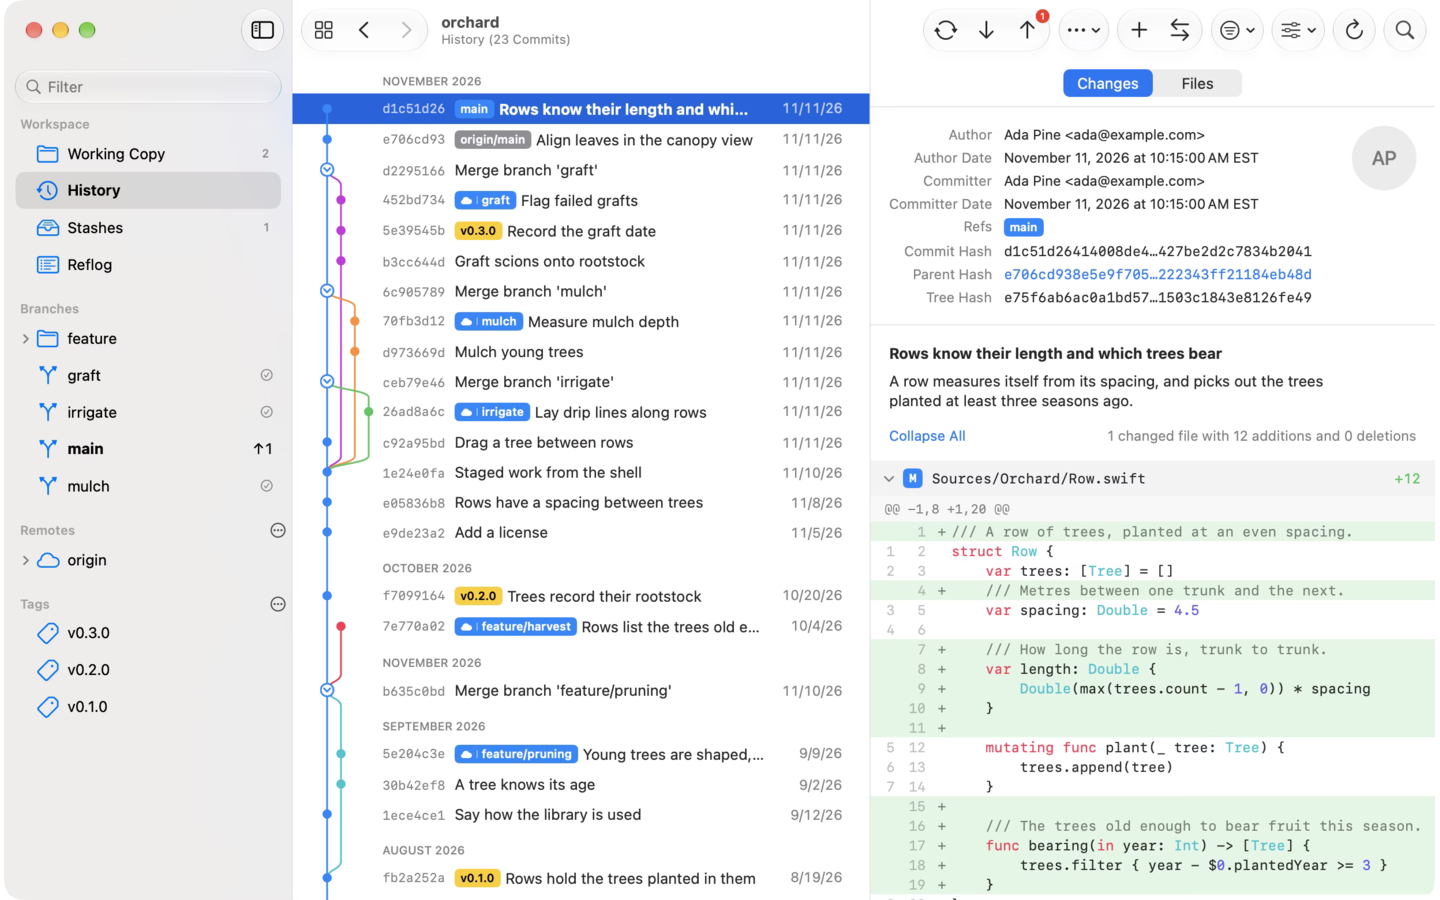 Filter
Workspace
Working Copy 2
History
Stashes 1
Reflog
Branches
feature
graft
irrigate
main ↑1
mulch
Remotes
origin
Tags
v0.3.0
v0.2.0
v0.1.0
orchard
History (23 Commits)
NOVEMBER 2026
d1c51d26 main Rows know their length and whi... 11/11/26
e706cd93 origin/main Align leaves in the canopy view 11/11/26
d2295166 Merge branch 'graft' 11/11/26
452bd734 graft Flag failed grafts 11/11/26
5e39545b v0.3.0 Record the graft date 11/11/26
b3cc644d Graft scions onto rootstock 11/11/26
6c905789 Merge branch 'mulch' 11/11/26
70fb3d12 mulch Measure mulch depth 11/11/26
d973669d Mulch young trees 11/11/26
ceb79e46 Merge branch 'irrigate' 11/11/26
26ad8a6c irrigate Lay drip lines along rows 11/11/26
c92a95bd Drag a tree between rows 11/11/26
1e24e0fa Staged work from the shell 11/10/26
e05836b8 Rows have a spacing between trees 11/8/26
e9de23a2 Add a license 11/5/26
OCTOBER 2026
f7099164 v0.2.0 Trees record their rootstock 10/20/26
7e770a02 feature/harvest Rows list the trees old e... 10/4/26
NOVEMBER 2026
b635c0bd Merge branch 'feature/pruning' 11/10/26
SEPTEMBER 2026
5e204c3e feature/pruning Young trees are shaped,... 9/9/26
30b42ef8 A tree knows its age 9/2/26
1ece4ce1 Say how the library is used 9/12/26
AUGUST 2026
fb2a252a v0.1.0 Rows hold the trees planted in them 8/19/26
1
Changes Files
Author Ada Pine <ada@example.com>
Author Date November 11, 2026 at 10:15:00 AM EST
Committer Ada Pine <ada@example.com>
Committer Date November 11, 2026 at 10:15:00 AM EST
Refs main
Commit Hash d1c51d26414008de4…427be2d2c7834b2041
Parent Hash e706cd938e5e9f705…222343ff21184eb48d
Tree Hash e75f6ab6ac0a1bd57…1503c1843e8126fe49
AP
Rows know their length and which trees bear
A row measures itself from its spacing, and picks out the trees
planted at least three seasons ago.
Collapse All 1 changed file with 12 additions and 0 deletions
M Sources/Orchard/Row.swift +12
@@ -1,8 +1,20 @@
1 + /// A row of trees, planted at an even spacing.
1 2 struct Row {
2 3 var trees: [Tree] = []
4 + /// Metres between one trunk and the next.
3 5 var spacing: Double = 4.5
4 6
7 + /// How long the row is, trunk to trunk.
8 + var length: Double {
9 + Double(max(trees.count - 1, 0)) * spacing
10 + }
11 +
5 12 mutating func plant(_ tree: Tree) {
6 13 trees.append(tree)
7 14 }
15 +
16 + /// The trees old enough to bear fruit this season.
17 + func bearing(in year: Int) -> [Tree] {
18 + trees.filter { year - $0.plantedYear >= 3 }
19 + }